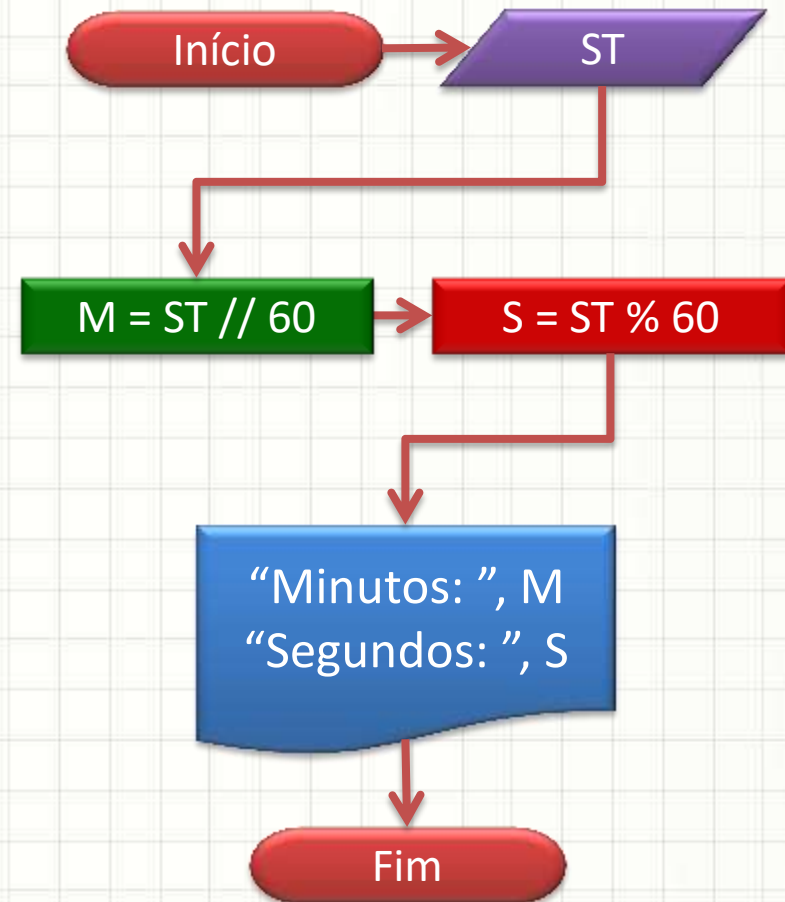 Início
ST
M = ST // 60
S = ST % 60
“Minutos: ”, M
“Segundos: ”, S
Fim